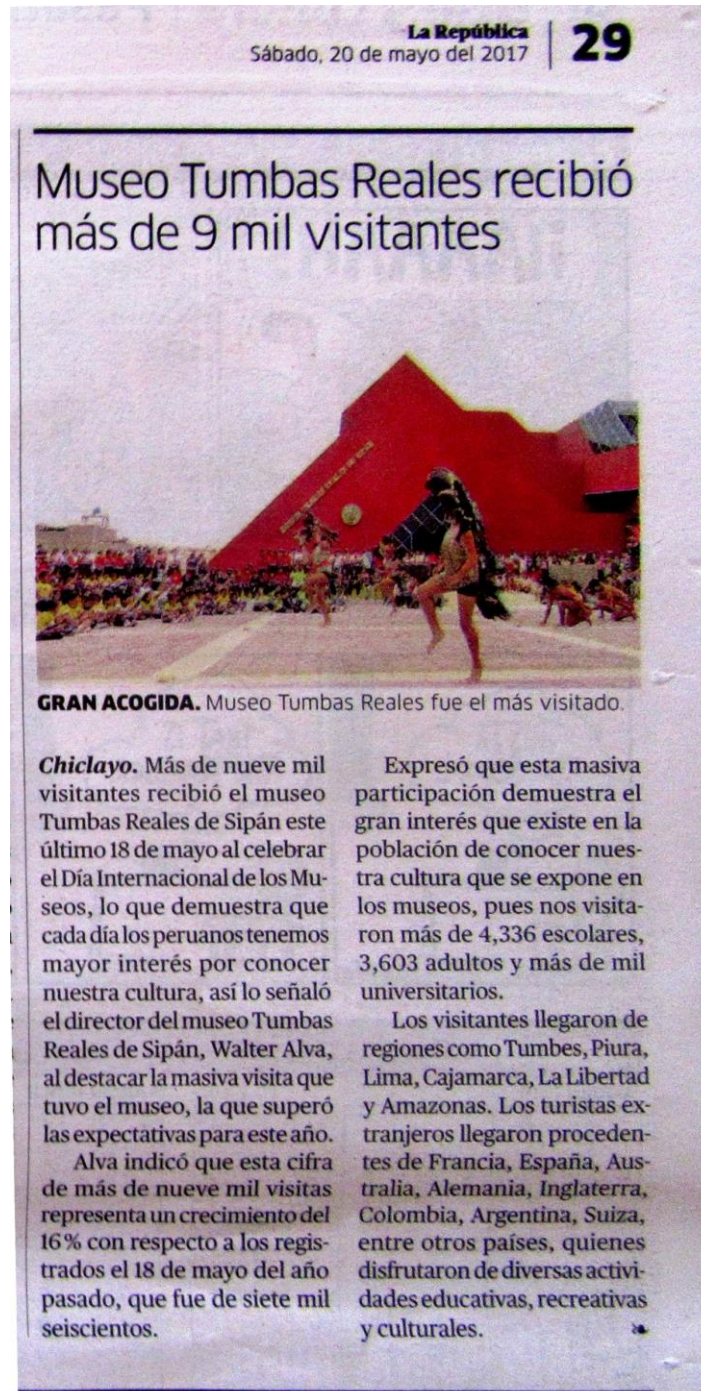 La República
Sábado, 20 de mayo del 2017
29
Museo Tumbas Reales recibió
más de 9 mil visitantes
GRAN ACOGIDA. Museo Tumbas Reales fue el más visitado.
Chiclayo. Más de nueve mil
visitantes recibió el museo
Tumbas Reales de Sipán este
último 18 de mayo al celebrar
el Día Internacional de los Mu-
seos, lo que demuestra que
cada día los peruanos tenemos
mayor interés por conocer
nuestra cultura, así lo señaló
el director del museo Tumbas
Reales de Sipán, Walter Alva,
al destacar la masiva visita que
tuvo el museo, la que superó
las expectativas para este año.
Alva indicó que esta cifra
de más de nueve mil visitas
representa un crecimiento del
16% con respecto a los regis-
trados el 18 de mayo del año
pasado, que fue de siete mil
seiscientos.
Expresó que esta masiva
participación demuestra el
gran interés que existe en la
población de conocer nues-
tra cultura que se expone en
los museos, pues nos visita-
ron más de 4,336 escolares,
3,603 adultos y más de mil
universitarios.
Los visitantes llegaron de
regiones como Tumbes, Piura,
Lima, Cajamarca, La Libertad
y Amazonas. Los turistas ex-
tranjeros llegaron proceden-
tes de Francia, España, Aus-
tralia, Alemania, Inglaterra,
Colombia, Argentina, Suiza,
entre otros países, quienes
disfrutaron de diversas activi-
dades educativas, recreativas
y culturales.